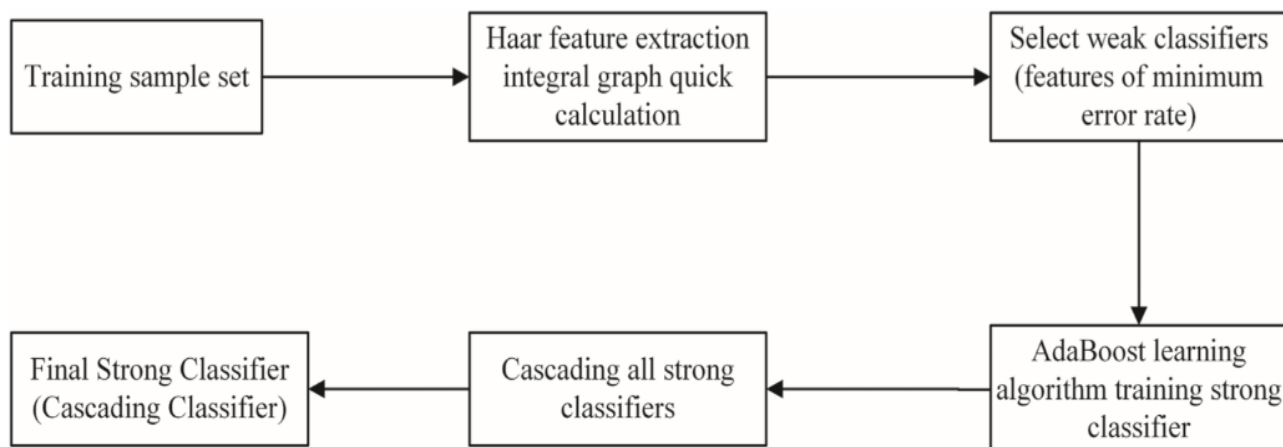 Training sample set
Haar feature extraction
integral graph quick
calculation
Select weak classifiers
(features of minimum
error rate)
AdaBoost learning
algorithm training strong
classifier
Cascading all strong
classifiers
Final Strong Classifier
(Cascading Classifier)